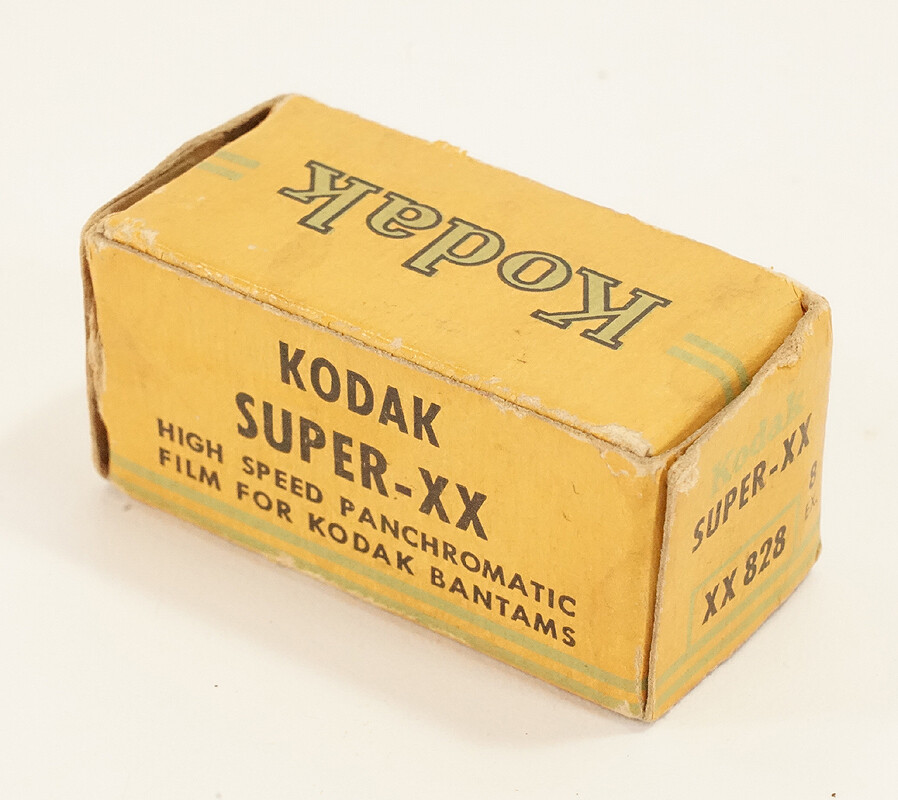 Kodak
KODAK
SUPER-XX
HIGH SPEED PANCHROMATIC
FILM FOR KODAK BANTAMS
Kodak
SUPER-XX
8
EX.
XX 828